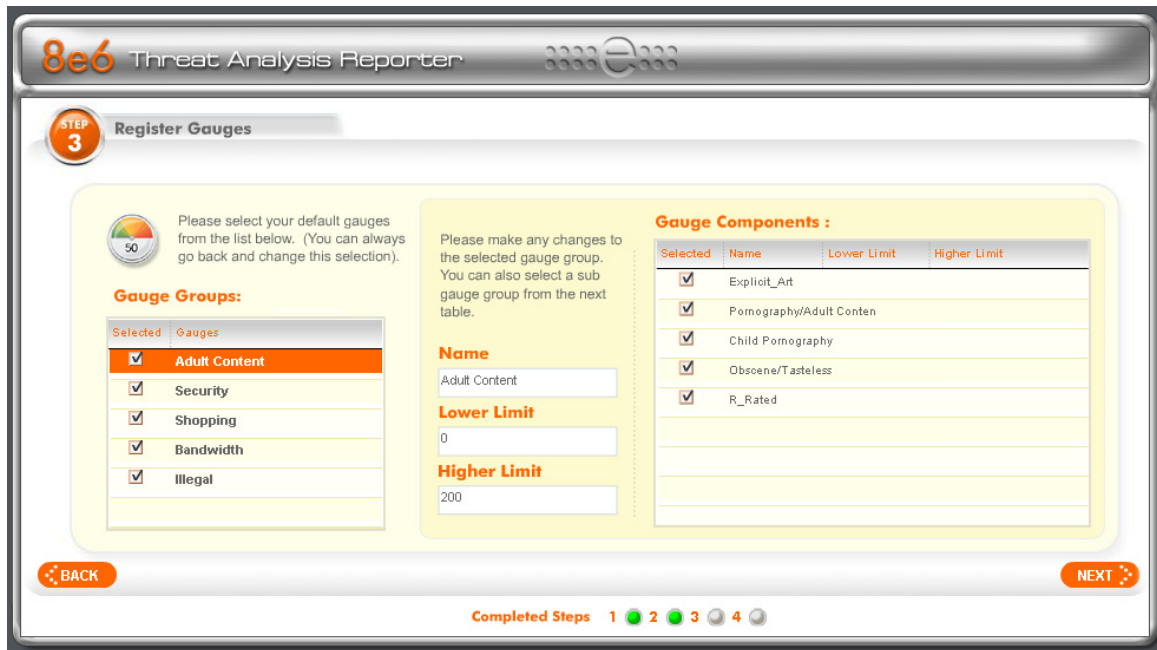 8e6 Threat Analysis Reporter
STEP
3
Register Gauges
50
Please select your default gauges
from the list below. (You can always
go back and change this selection).
Gauge Groups:
Selected Gauges
Adult Content
Security
Shopping
Bandwidth
Illegal
Please make any changes to
the selected gauge group.
You can also select a sub
gauge group from the next
table.
Name
Adult Content
Lower Limit
0
Higher Limit
200
Gauge Components :
Selected Name Lower Limit Higher Limit
Explicit_Art
Pornography/Adult Conten
Child Pornography
Obscene/Tasteless
R_Rated
BACK
NEXT
Completed Steps 1 2 3 4